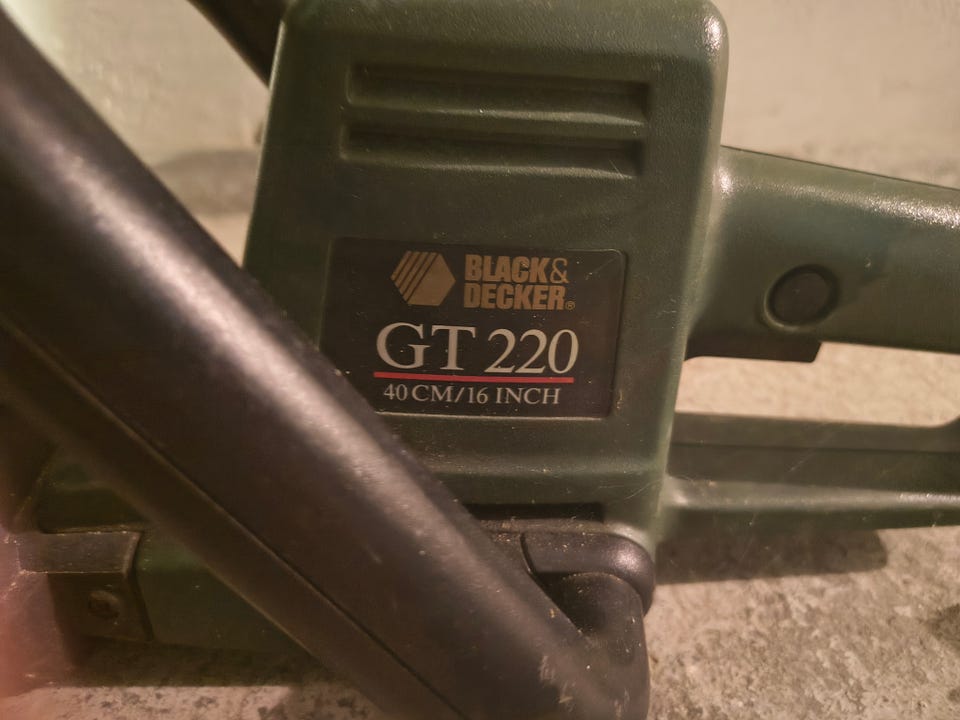 BLACK&
DECKER®
GT 220
40 CM/16 INCH